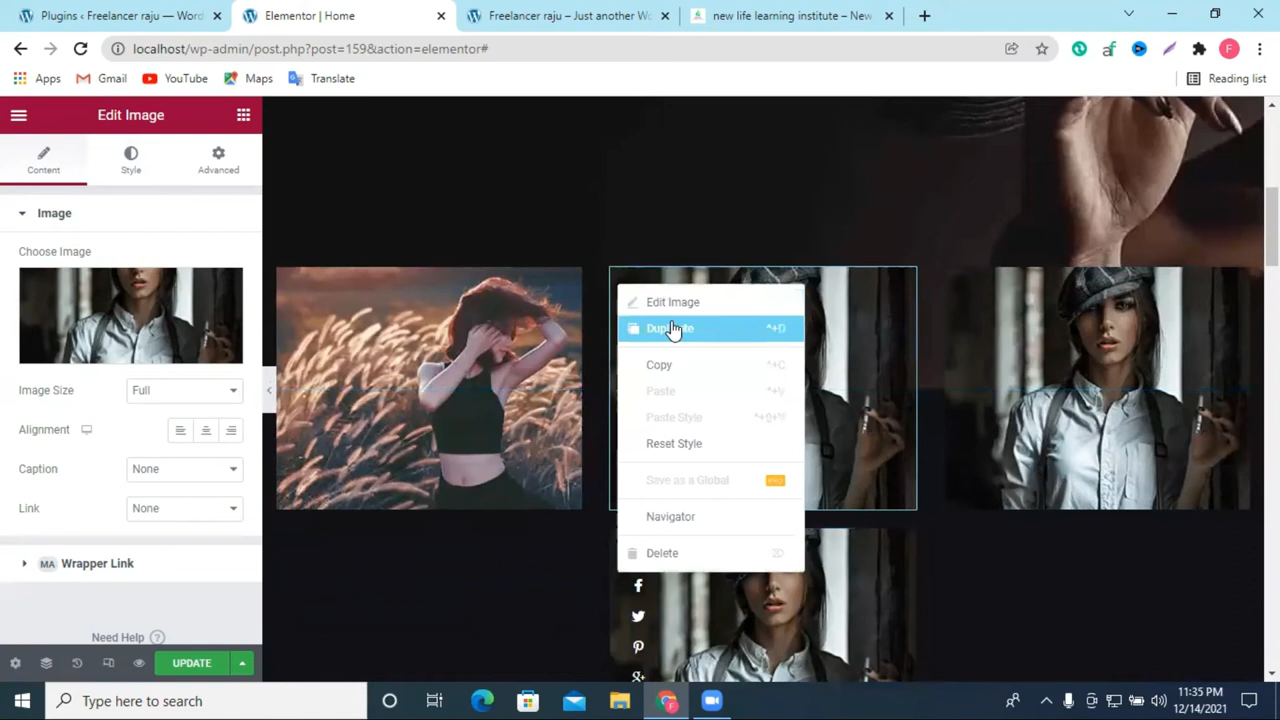 Plugins ‹ Freelancer raju — Word
Elementor | Home
Freelancer raju – Just another Wo
new life learning institute – New
localhost/wp-admin/post.php?post=159&action=elementor#
F
Apps
Gmail
YouTube
Maps
Translate
Reading list
Edit Image
Content
Style
Advanced
Image
Choose Image
Image Size
Full
Alignment
Caption
None
Link
None
MA Wrapper Link
Need Help ?
UPDATE
Edit Image
Duplicate ^+D
Copy ^+C
Paste ^+V
Paste Style
Reset Style
Save as a Global
Navigator
Delete
Type here to search
11:35 PM
12/14/2021